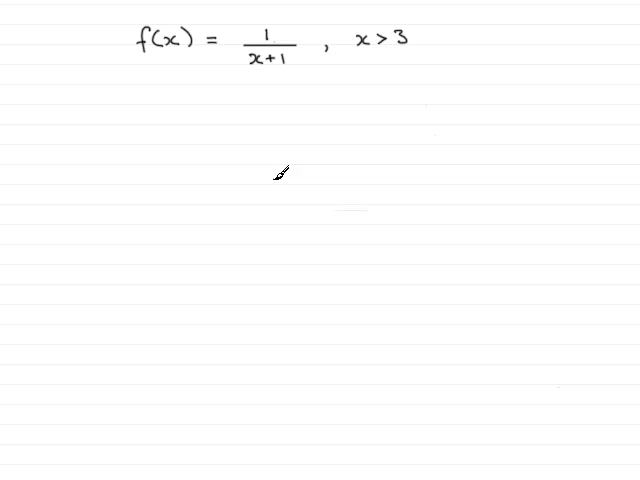 f(x) = 1/(x+1) , x > 3